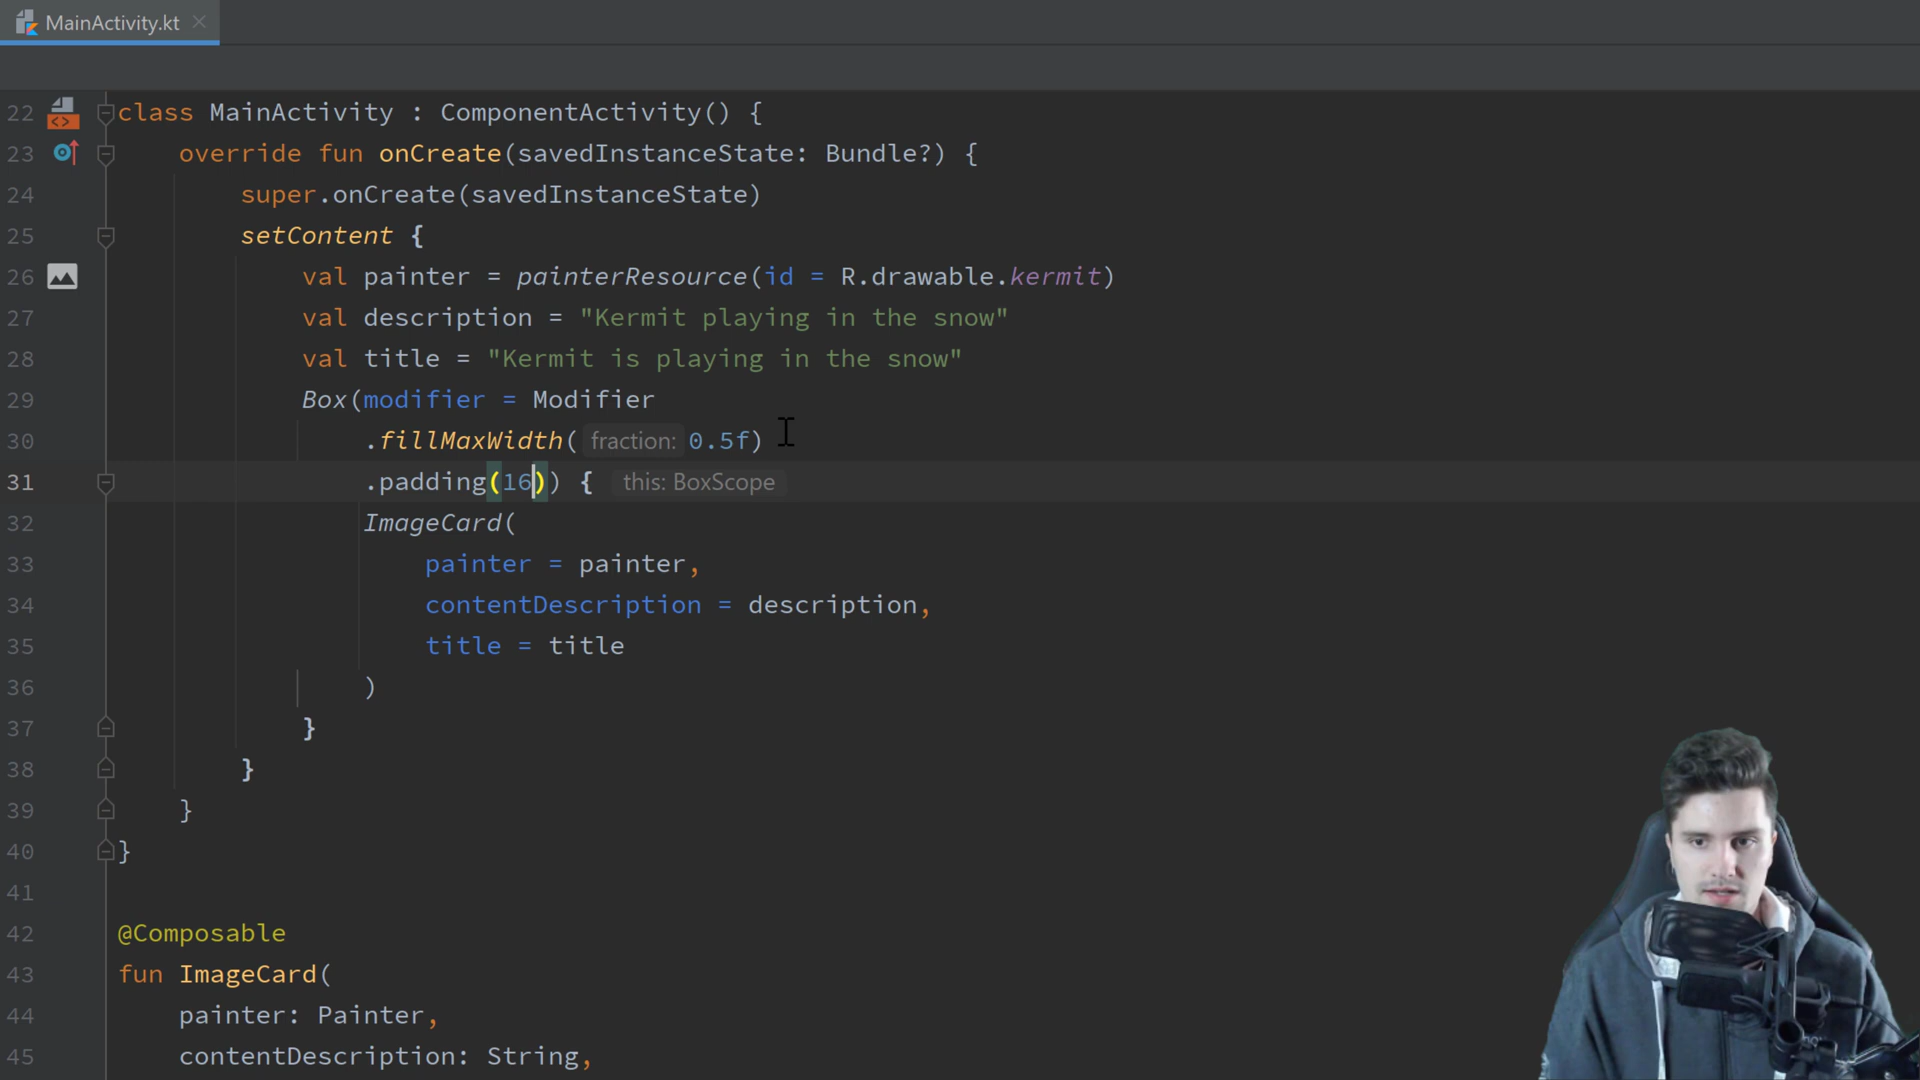 MainActivity.kt
22 class MainActivity : ComponentActivity() {
23 override fun onCreate(savedInstanceState: Bundle?) {
24 super.onCreate(savedInstanceState)
25 setContent {
26 val painter = painterResource(id = R.drawable.kermit)
27 val description = "Kermit playing in the snow"
28 val title = "Kermit is playing in the snow"
29 Box(modifier = Modifier
30 .fillMaxWidth( fraction: 0.5f)
31 .padding(16)) { this: BoxScope
32 ImageCard(
33 painter = painter,
34 contentDescription = description,
35 title = title
36 )
37 }
38 }
39 }
40 }
41
42 @Composable
43 fun ImageCard(
44 painter: Painter,
45 contentDescription: String,